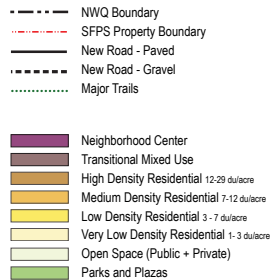 NWQ Boundary
SFPS Property Boundary
New Road - Paved
New Road - Gravel
Major Trails
Neighborhood Center
Transitional Mixed Use
High Density Residential 12-29 du/acre
Medium Density Residential 7-12 du/acre
Low Density Residential 3 - 7 du/acre
Very Low Density Residential 1- 3 du/acre
Open Space (Public + Private)
Parks and Plazas